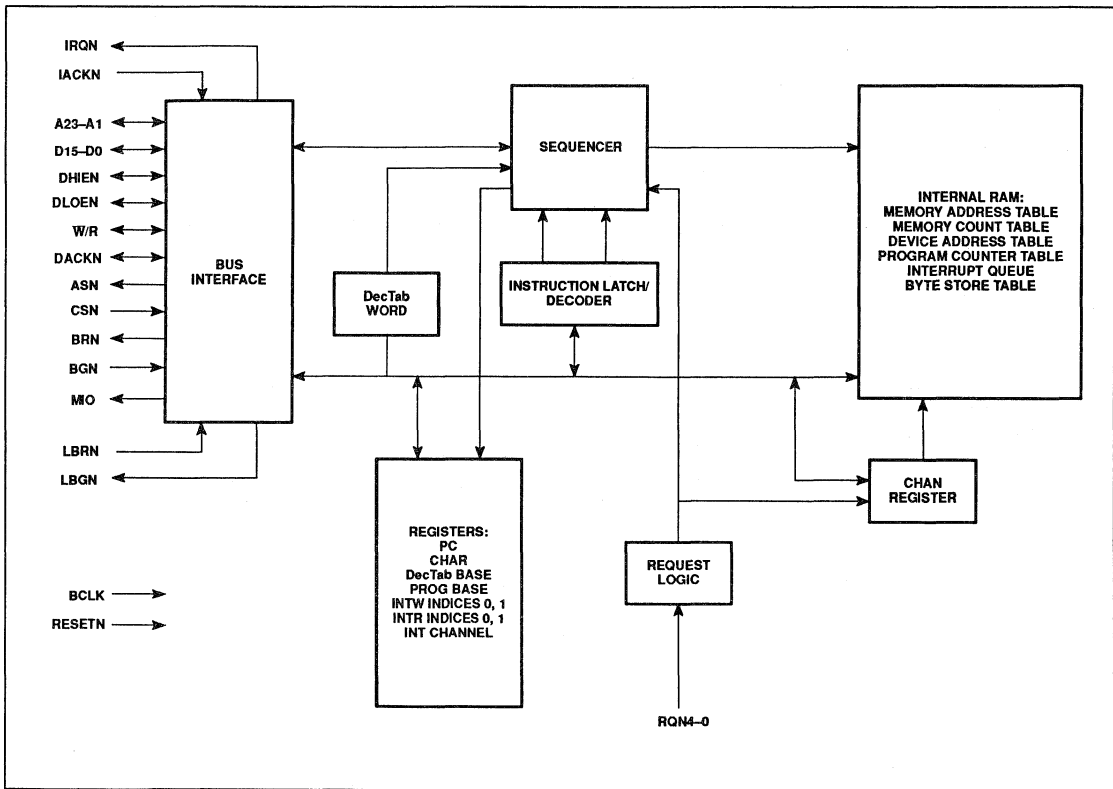 IRQN
IACKN
A23–A1
D15–D0
DHIEN
DLOEN
W/R
DACKN
ASN
CSN
BRN
BGN
MIO
LBRN
LBGN
BCLK
RESETN
BUS
INTERFACE
SEQUENCER
DecTab
WORD
INSTRUCTION LATCH/
DECODER
INTERNAL RAM:
MEMORY ADDRESS TABLE
MEMORY COUNT TABLE
DEVICE ADDRESS TABLE
PROGRAM COUNTER TABLE
INTERRUPT QUEUE
BYTE STORE TABLE
REGISTERS:
PC
CHAR
DecTab BASE
PROG BASE
INTW INDICES 0, 1
INTR INDICES 0, 1
INT CHANNEL
CHAN
REGISTER
REQUEST
LOGIC
RQN4–0